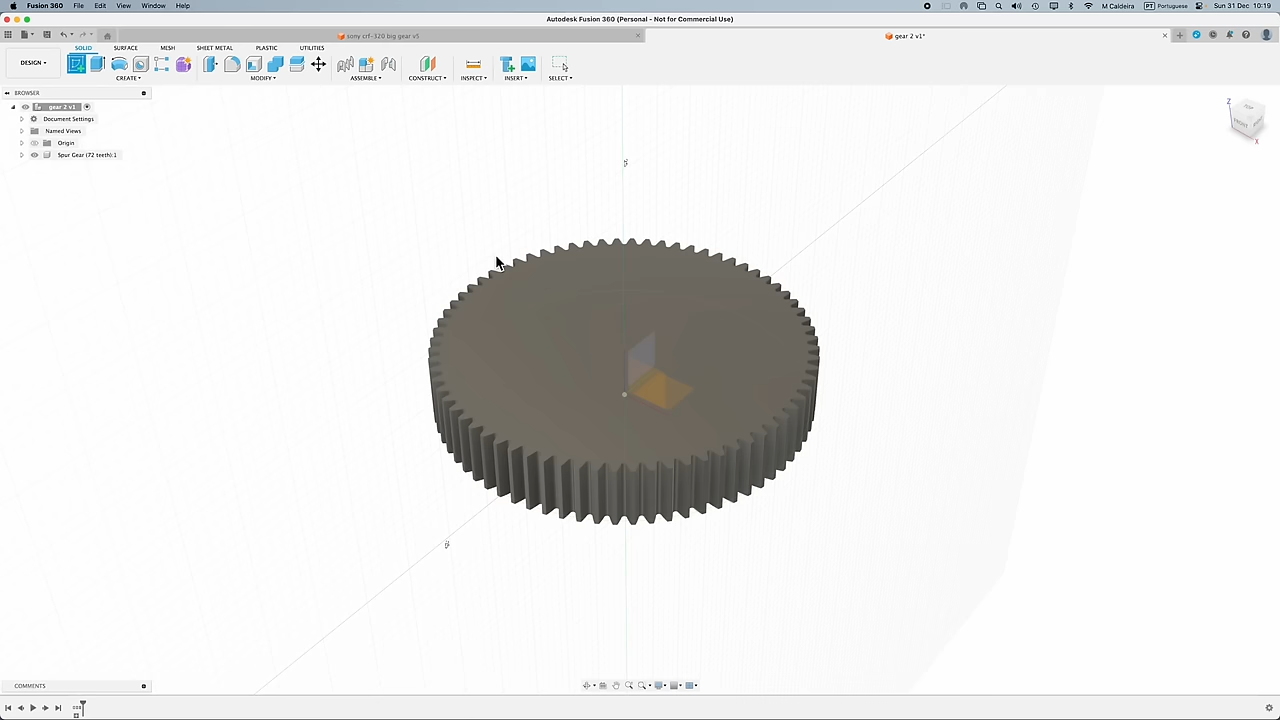 Fusion 360 File Edit View Window Help M Caldeira PT Portuguese Sun 31 Dec 10:19
Autodesk Fusion 360 (Personal - Not for Commercial Use)
sony crf-320 big gear v5
gear 2 v1*
SOLID SURFACE MESH SHEET METAL PLASTIC UTILITIES
DESIGN
CREATE MODIFY ASSEMBLE CONSTRUCT INSPECT INSERT SELECT
BROWSER
gear 2 v1
Document Settings
Named Views
Origin
Spur Gear (72 teeth):1
Z
TOP
FRONT
X
COMMENTS